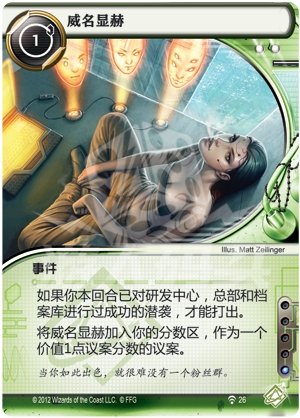 威名显赫
1
Illus. Matt Zeilinger
事件
如果你本回合已对研发中心，总部和档
案库进行过成功的潜袭，才能打出。
将威名显赫加入你的分数区，作为一个
价值1点议案分数的议案。
当你如此出色，就很难没有一个粉丝群。
© 2012 Wizards of the Coast LLC. © FFG
26